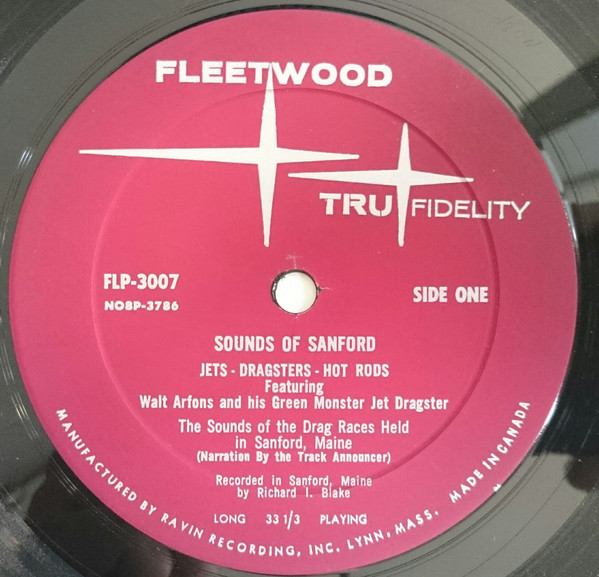 FLEETWOOD
TRU FIDELITY
FLP-3007
NO8P-3786
SIDE ONE
SOUNDS OF SANFORD
JETS - DRAGSTERS - HOT RODS
Featuring
Walt Arfons and his Green Monster Jet Dragster
The Sounds of the Drag Races Held
in Sanford, Maine
(Narration By the Track Announcer)
Recorded in Sanford, Maine
by Richard I. Blake
LONG 33 1/3 PLAYING
MANUFACTURED BY RAVIN RECORDING, INC. LYNN, MASS. MADE IN CANADA